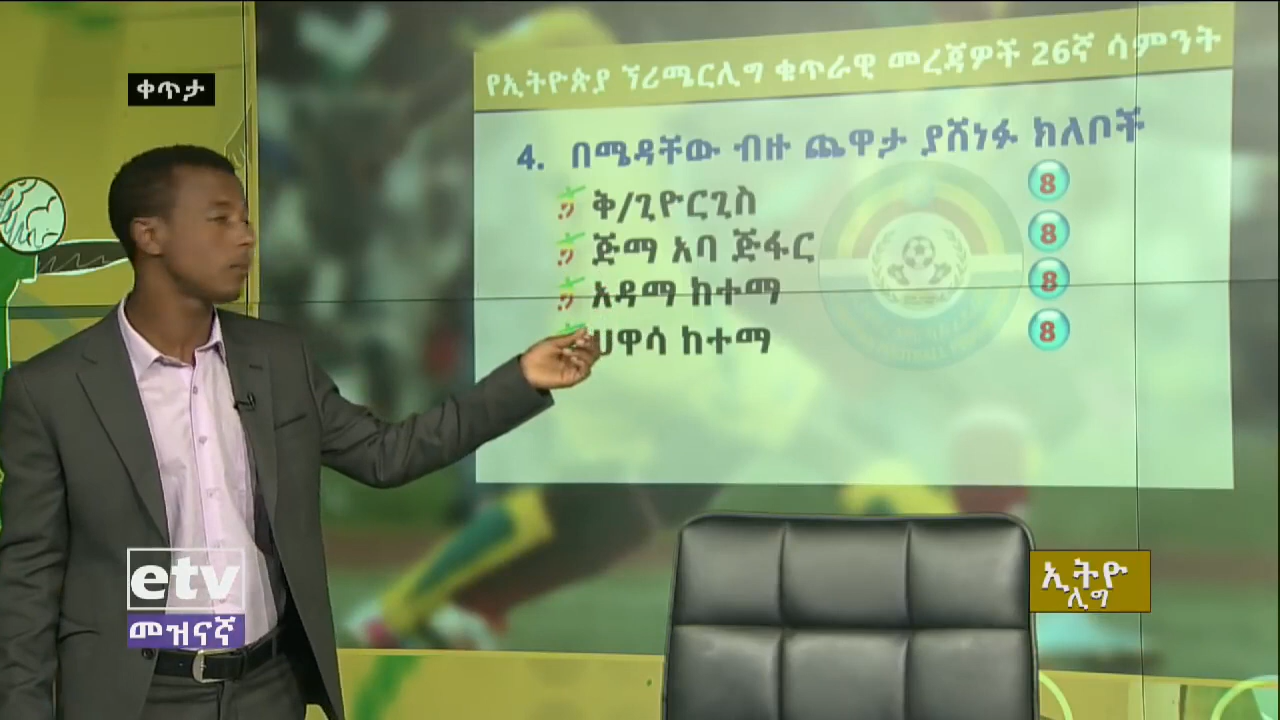 ቀጥታ
የኢትዮጵያ ኘሪሜርሊግ ቁጥራዊ መረጃዎች 26ኛ ሳምንት
4. በሜዳቸው ብዙ ጨዋታ ያሸነፉ ክለቦች
ቅ/ጊዮርጊስ 8
ጅማ አባ ጅፋር 8
አዳማ ከተማ 8
ሀዋሳ ከተማ 8
etv
መዝናኛ
ኢትዮ
ሊግ